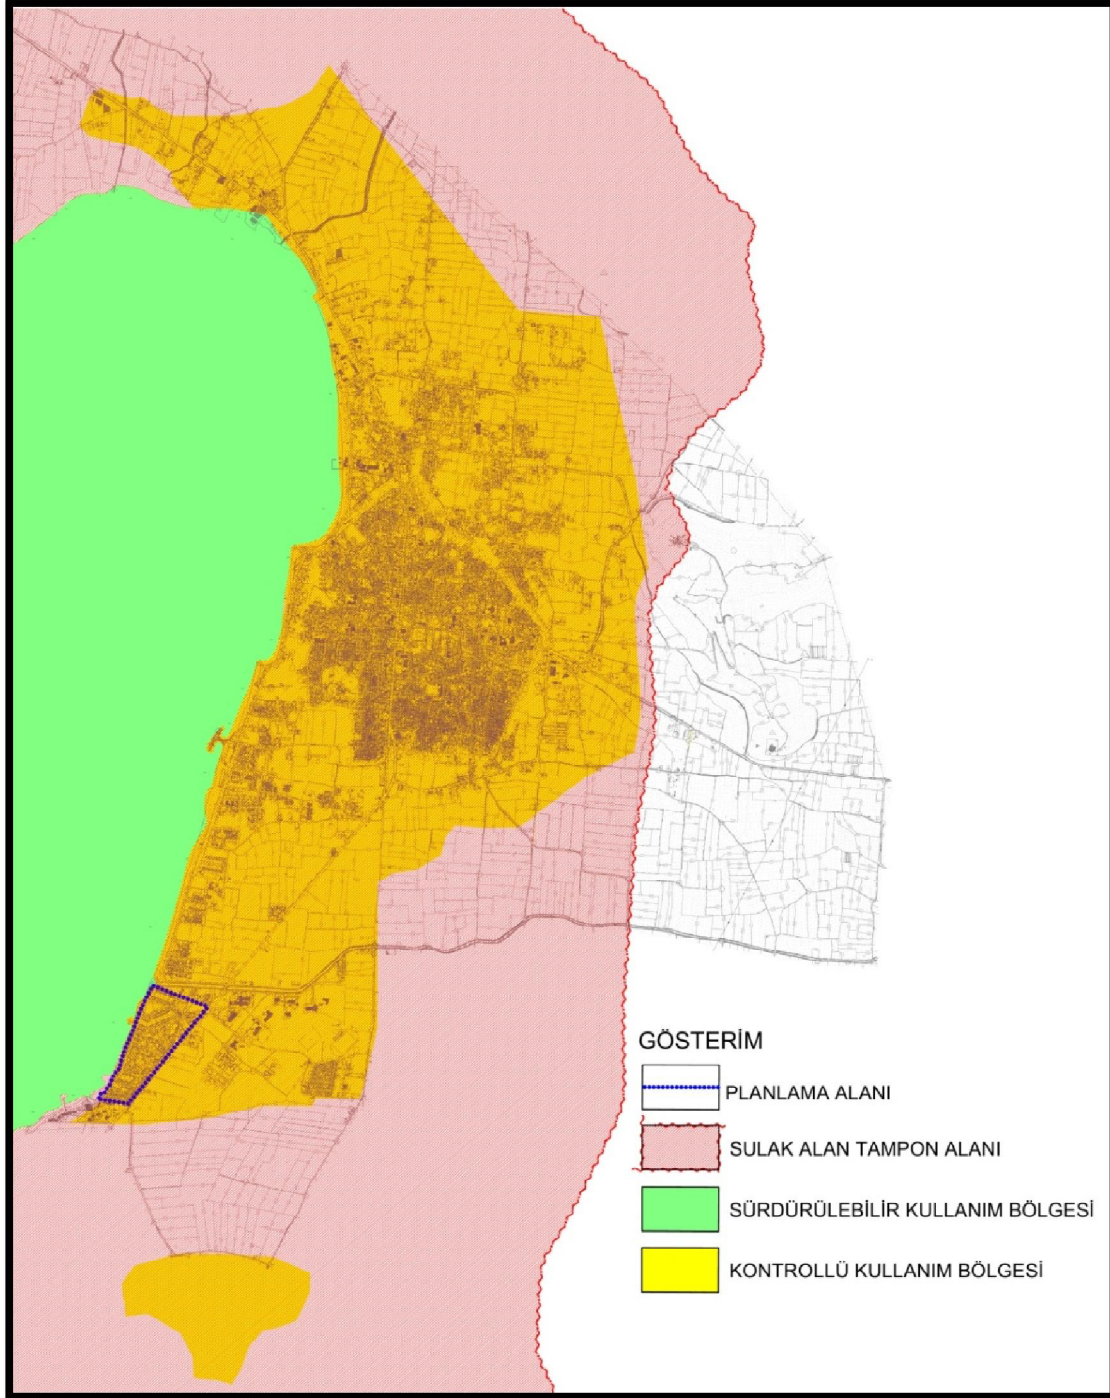 GÖSTERİM
PLANLAMA ALANI
SULAK ALAN TAMPON ALANI
SÜRDÜRÜLEBİLİR KULLANIM BÖLGESİ
KONTROLLÜ KULLANIM BÖLGESİ